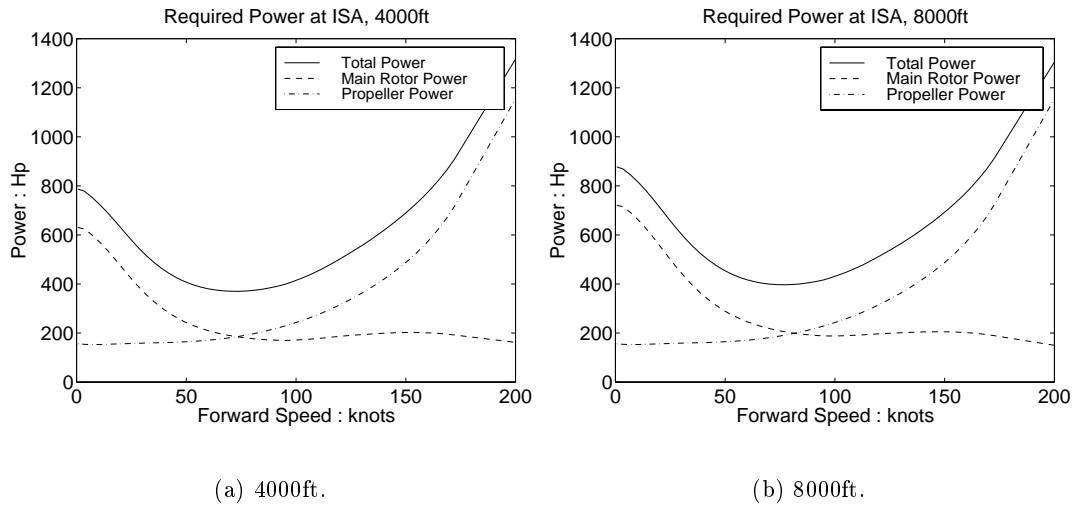 Required Power at ISA, 4000ft
1400
1200
1000
800
600
400
200
0
Power : Hp
Total Power
Main Rotor Power
Propeller Power
0 50 100 150 200
Forward Speed : knots
(a) 4000ft.
Required Power at ISA, 8000ft
1400
1200
1000
800
600
400
200
0
Power : Hp
Total Power
Main Rotor Power
Propeller Power
0 50 100 150 200
Forward Speed : knots
(b) 8000ft.